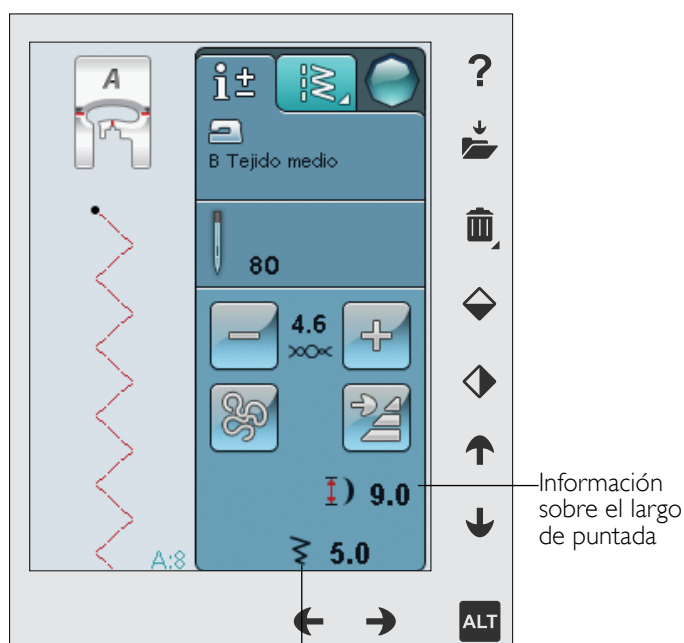 A
i±
?
B Tejido medio
80
4.6
9.0
Información
sobre el largo
de puntada
A:8
5.0
ALT